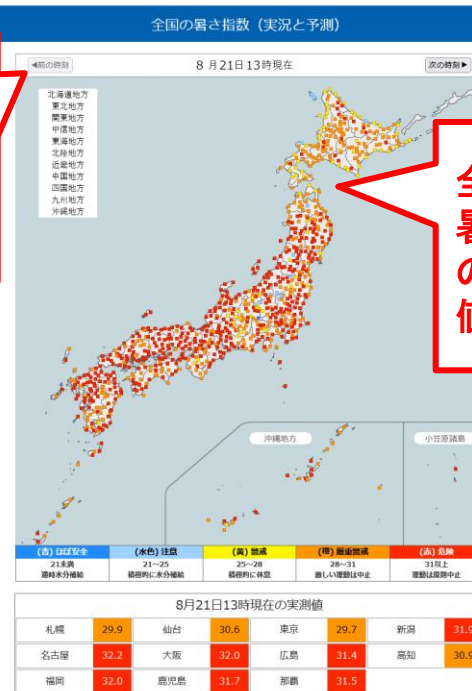 全国の暑さ指数（実況と予測）
◀前の時刻
8 月21日13時現在
次の時刻▶
北海道地方
東北地方
関東地方
甲信地方
東海地方
北陸地方
近畿地方
中国地方
四国地方
九州地方
沖縄地方
全
暑
の
値
沖縄地方
小笠原諸島
(青) ほぼ安全 (水色) 注意 (黄) 警戒 (橙) 厳重警戒 (赤) 危険
21未満 21～25 25～28 28～31 31以上
適時水分補給 積極的に水分補給 積極的に休息 激しい運動は中止 運動は原則中止
8月21日13時現在の実測値
札幌 29.9 仙台 30.6 東京 29.7 新潟 31.9
名古屋 32.2 大阪 32.0 広島 31.4 高知 30.9
福岡 32.0 鹿児島 31.7 那覇 31.5